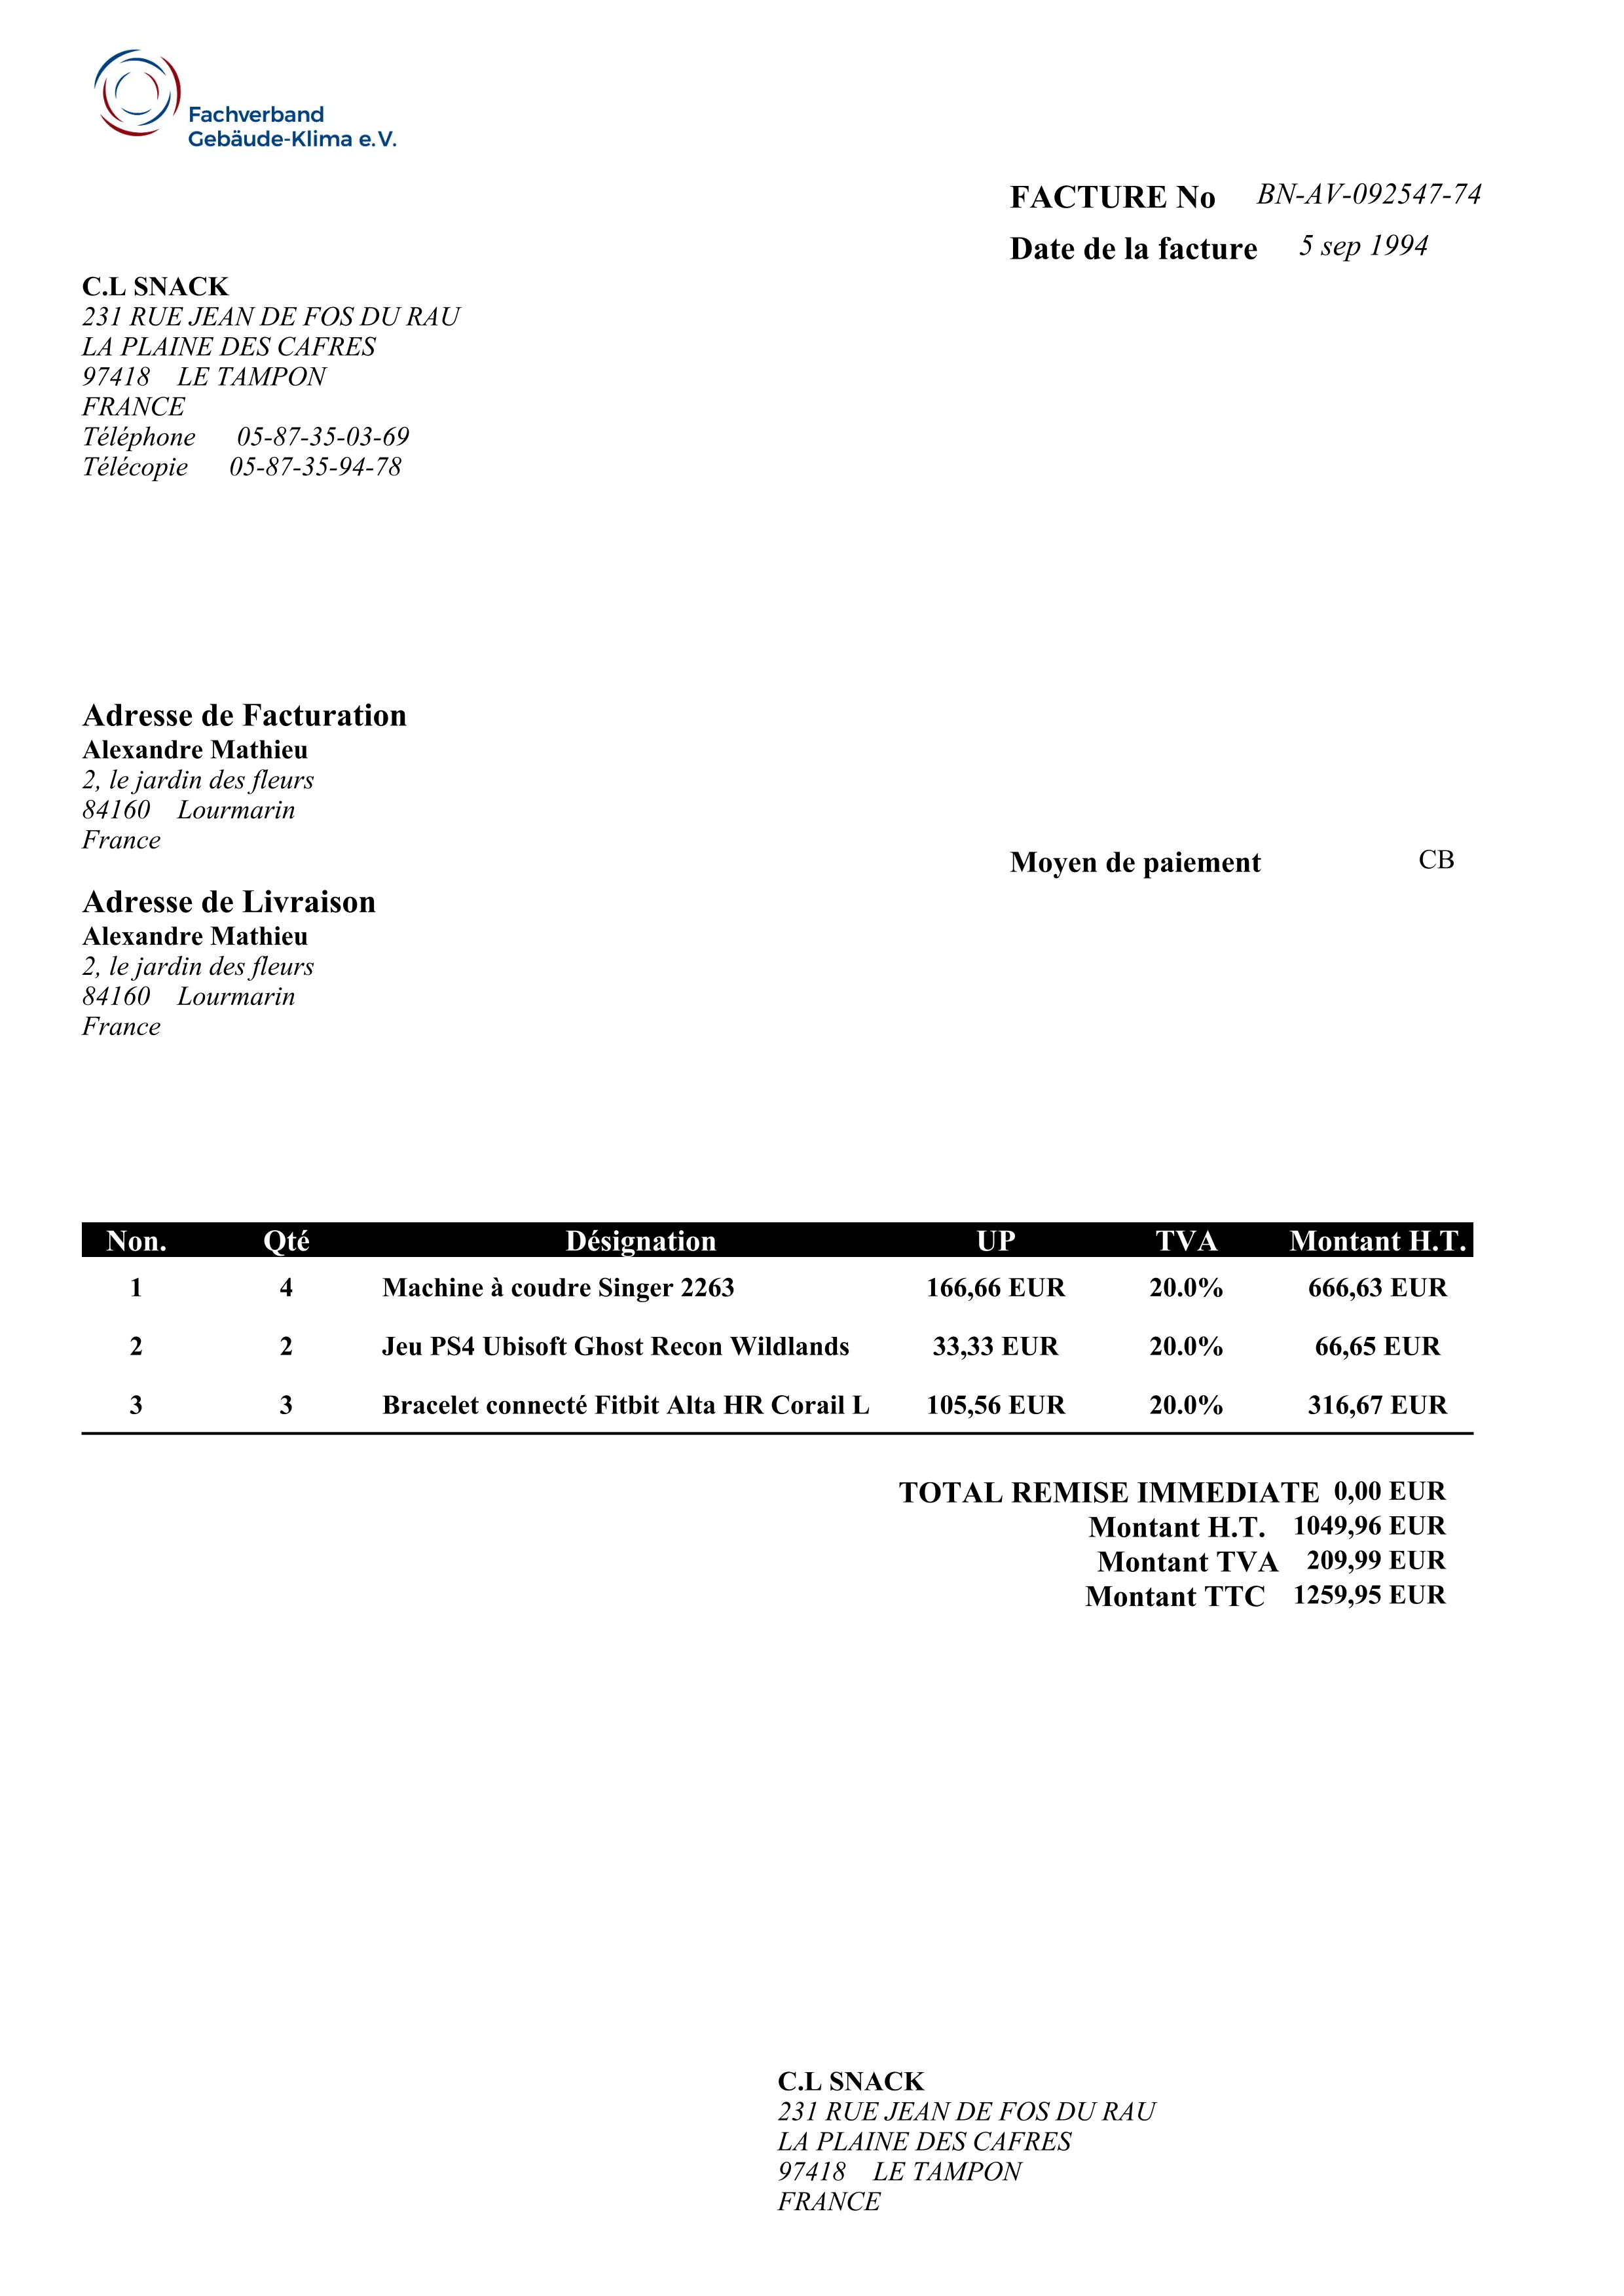 Fachverband
Gebäude-Klima e.V.
FACTURE No BN-AV-092547-74
Date de la facture 5 sep 1994
C.L SNACK
231 RUE JEAN DE FOS DU RAU
LA PLAINE DES CAFRES
97418 LE TAMPON
FRANCE
Téléphone 05-87-35-03-69
Télécopie 05-87-35-94-78
Adresse de Facturation
Alexandre Mathieu
2, le jardin des fleurs
84160 Lourmarin
France
Moyen de paiement CB
Adresse de Livraison
Alexandre Mathieu
2, le jardin des fleurs
84160 Lourmarin
France
Non. Qté Désignation UP TVA Montant H.T.
1 4 Machine à coudre Singer 2263 166,66 EUR 20.0% 666,63 EUR
2 2 Jeu PS4 Ubisoft Ghost Recon Wildlands 33,33 EUR 20.0% 66,65 EUR
3 3 Bracelet connecté Fitbit Alta HR Corail L 105,56 EUR 20.0% 316,67 EUR
TOTAL REMISE IMMEDIATE 0,00 EUR
Montant H.T. 1049,96 EUR
Montant TVA 209,99 EUR
Montant TTC 1259,95 EUR
C.L SNACK
231 RUE JEAN DE FOS DU RAU
LA PLAINE DES CAFRES
97418 LE TAMPON
FRANCE